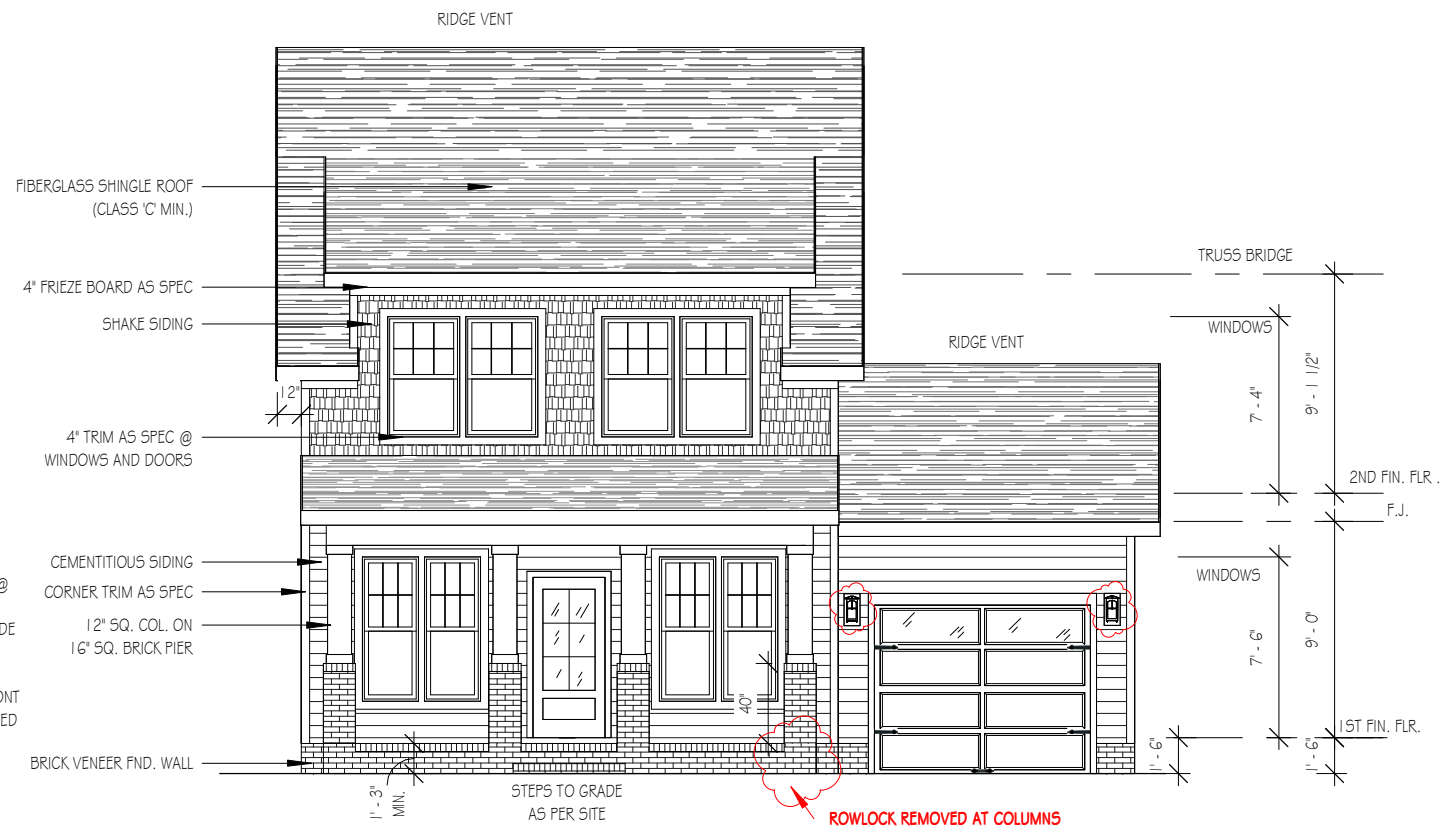 RIDGE VENT
FIBERGLASS SHINGLE ROOF
(CLASS 'C' MIN.)
TRUSS BRIDGE
4" FRIEZE BOARD AS SPEC
SHAKE SIDING
WINDOWS
RIDGE VENT
12"
7' - 4"
9' - 1 1/2"
4" TRIM AS SPEC @
WINDOWS AND DOORS
2ND FIN. FLR .
F.J.
CEMENTITIOUS SIDING
WINDOWS
@
CORNER TRIM AS SPEC
DE
12" SQ. COL. ON
16" SQ. BRICK PIER
7' - 6"
9' - 0"
ONT
ED
40"
1ST FIN. FLR.
BRICK VENEER FND. WALL
1' - 6"
1' - 6"
1' - 3"
MIN.
STEPS TO GRADE
AS PER SITE
ROWLOCK REMOVED AT COLUMNS